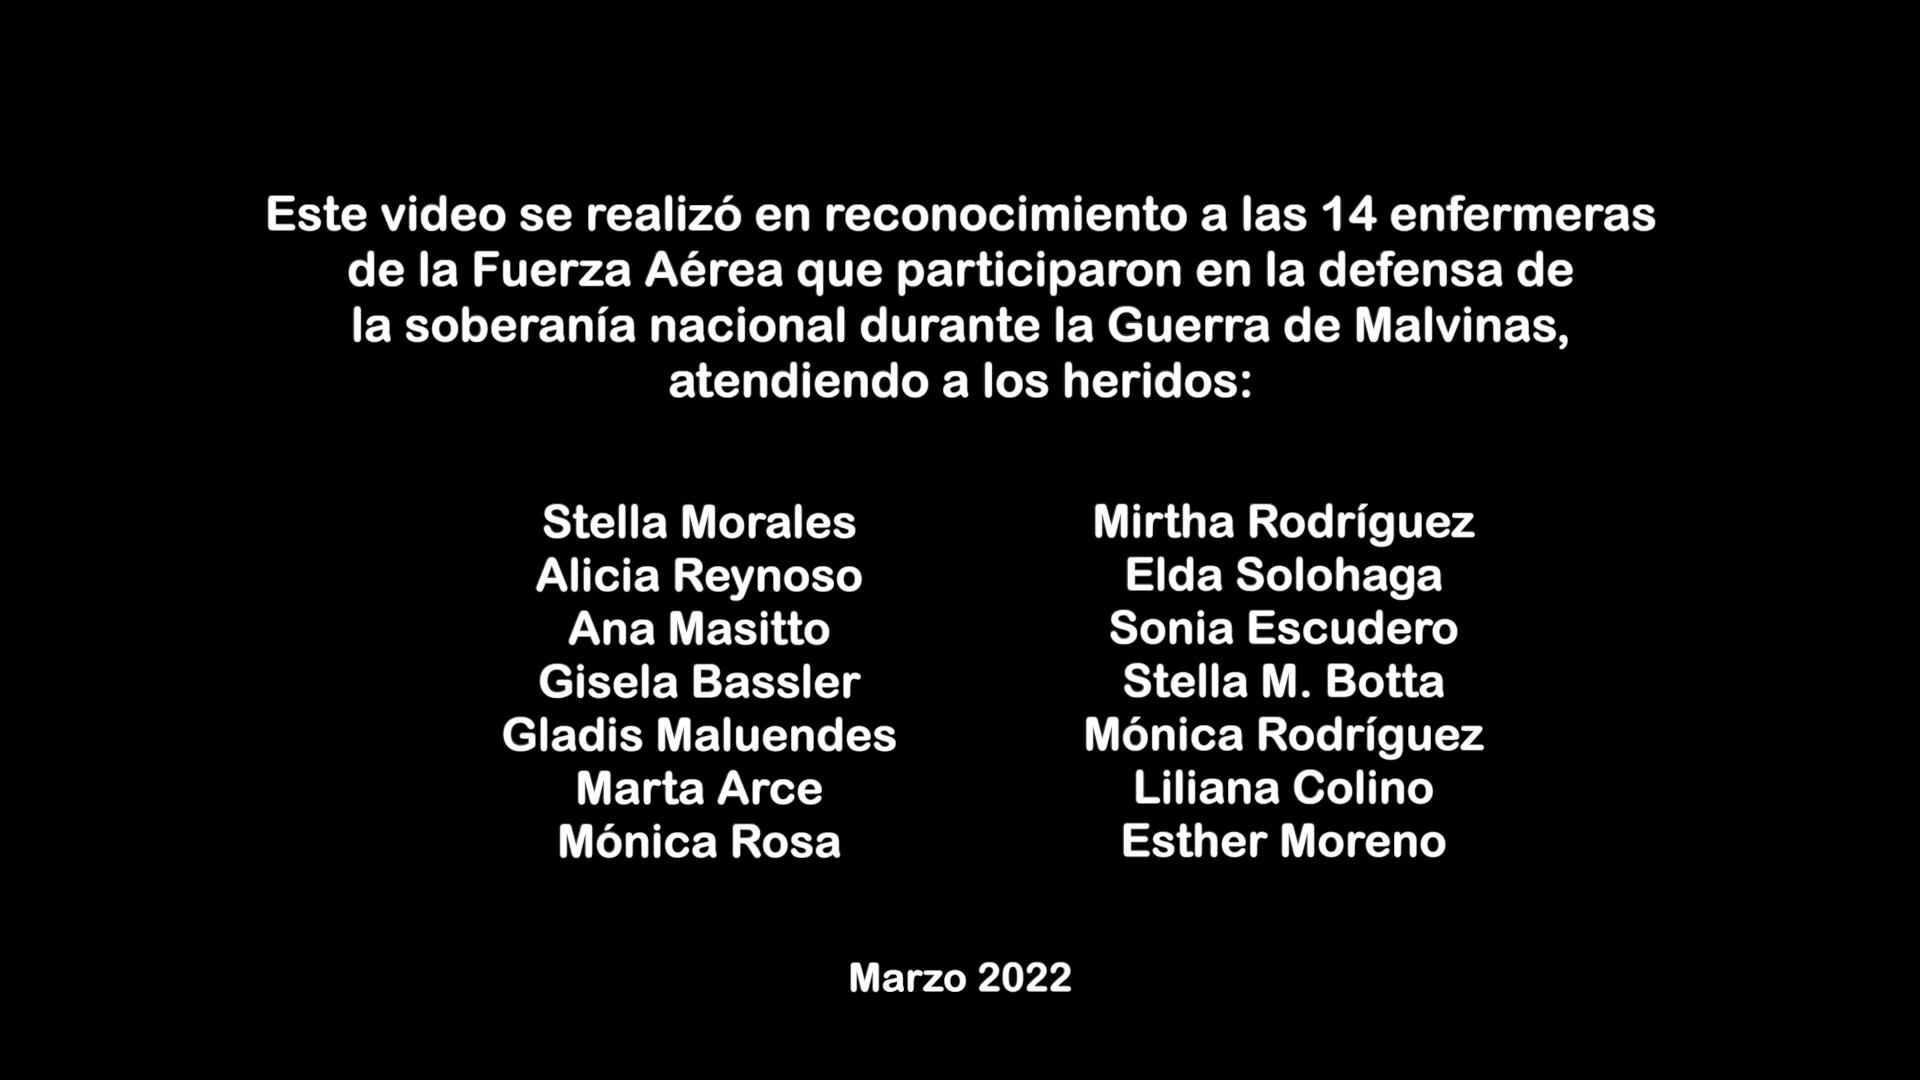 Este video se realizó en reconocimiento a las 14 enfermeras
de la Fuerza Aérea que participaron en la defensa de
la soberanía nacional durante la Guerra de Malvinas,
atendiendo a los heridos:
Stella Morales
Alicia Reynoso
Ana Masitto
Gisela Bassler
Gladis Maluendes
Marta Arce
Mónica Rosa
Mirtha Rodríguez
Elda Solohaga
Sonia Escudero
Stella M. Botta
Mónica Rodríguez
Liliana Colino
Esther Moreno
Marzo 2022